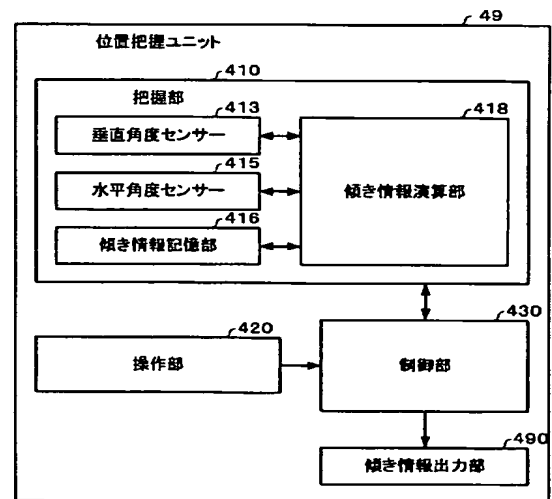 49
位置把握ユニット
410
把握部
413
垂直角度センサー
418
415
水平角度センサー
傾き情報演算部
416
傾き情報記憶部
430
420
操作部
制御部
490
傾き情報出力部